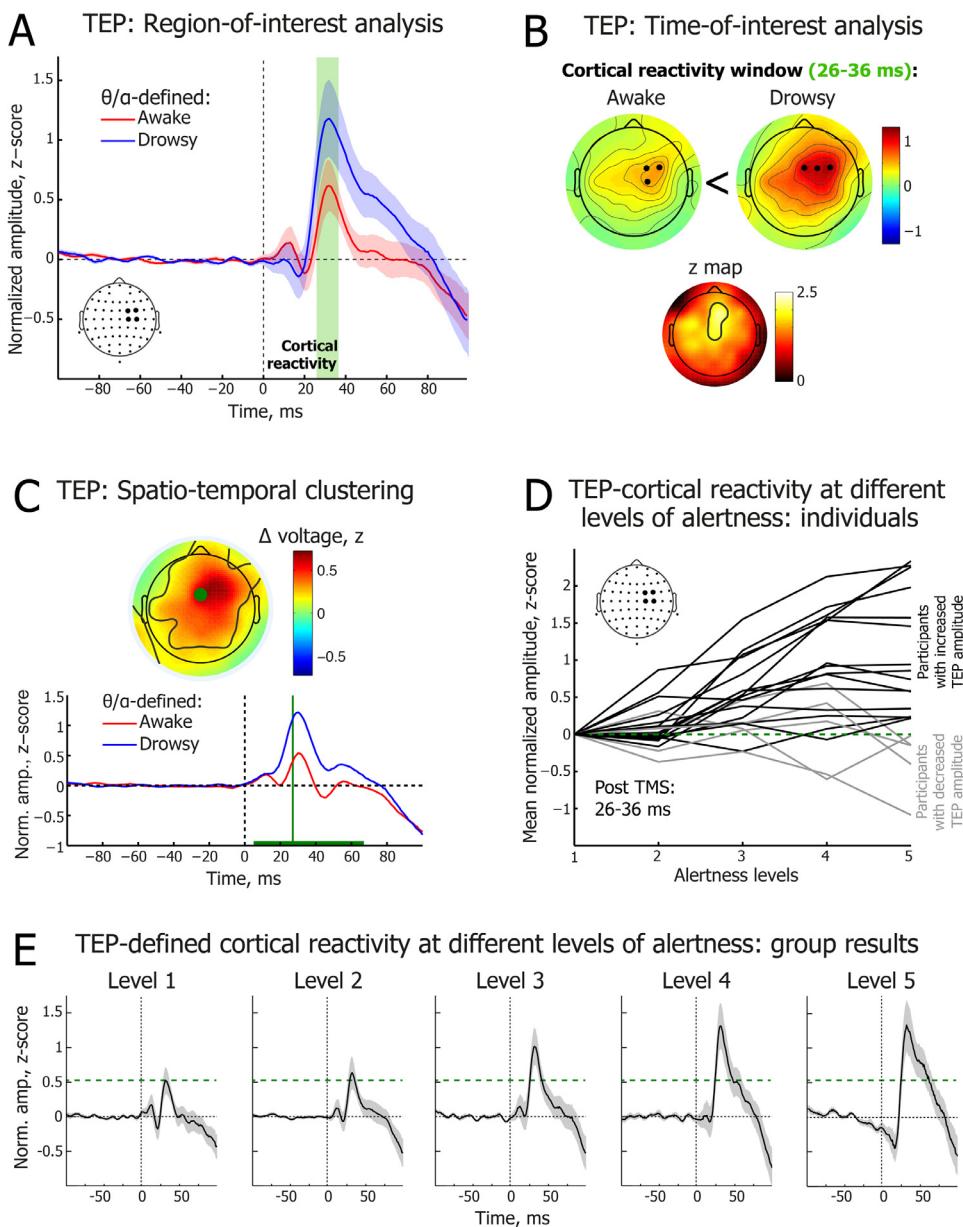 A TEP: Region-of-interest analysis
Normalized amplitude, z−score
1.5
1
0.5
0
−0.5
θ/α-defined:
Awake
Drowsy
Cortical
reactivity
−80 −60 −40 −20 0 20 40 60 80
Time, ms
B TEP: Time-of-interest analysis
Cortical reactivity window (26-36 ms):
Awake Drowsy
<
1
0
−1
z map
2.5
0
C TEP: Spatio-temporal clustering
Δ voltage, z
0.5
0
−0.5
θ/α-defined:
Awake
Drowsy
Norm. amp., z−score
1.5
1
0.5
0
−0.5
−1
−80 −60 −40 −20 0 20 40 60 80
Time, ms
D TEP-cortical reactivity at different
levels of alertness: individuals
Mean normalized amplitude, z−score
2
1.5
1
0.5
0
−0.5
−1
Post TMS:
26-36 ms
Participants
with increased
TEP amplitude
Participants
with decreased
TEP amplitude
1 2 3 4 5
Alertness levels
E TEP-defined cortical reactivity at different levels of alertness: group results
Level 1 Level 2 Level 3 Level 4 Level 5
Norm. amp., z−score
1.5
1
0.5
0
-0.5
-50 0 50 -50 0 50 -50 0 50 -50 0 50 -50 0 50
Time, ms